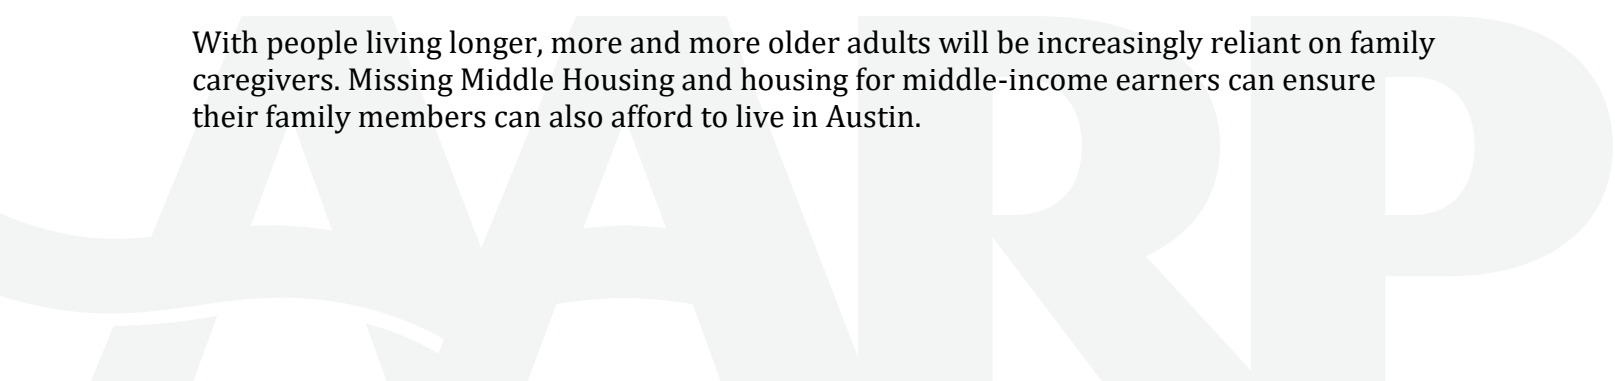 With people living longer, more and more older adults will be increasingly reliant on family
caregivers. Missing Middle Housing and housing for middle-income earners can ensure
their family members can also afford to live in Austin.
AARP